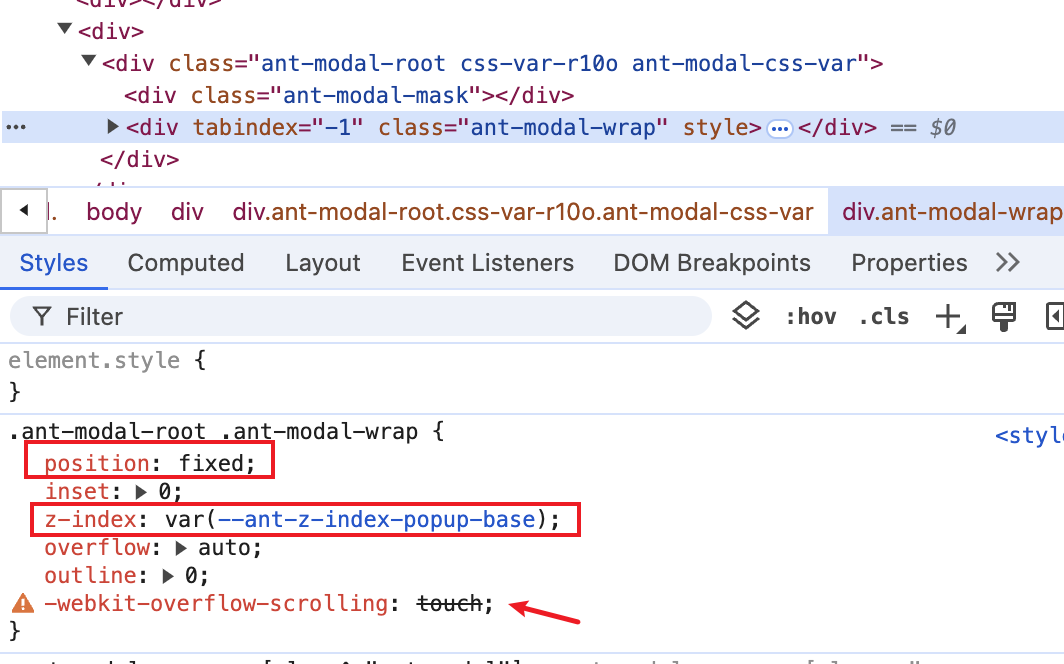 <div></div>
<div>
<div class="ant-modal-root css-var-r10o ant-modal-css-var">
<div class="ant-modal-mask"></div>
<div tabindex="-1" class="ant-modal-wrap" style>…</div> == $0
</div>
body div div.ant-modal-root.css-var-r10o.ant-modal-css-var div.ant-modal-wrap
Styles Computed Layout Event Listeners DOM Breakpoints Properties
Filter :hov .cls
element.style {
}
.ant-modal-root .ant-modal-wrap { <style
position: fixed;
inset: 0;
z-index: var(--ant-z-index-popup-base);
overflow: auto;
outline: 0;
-webkit-overflow-scrolling: touch;
}